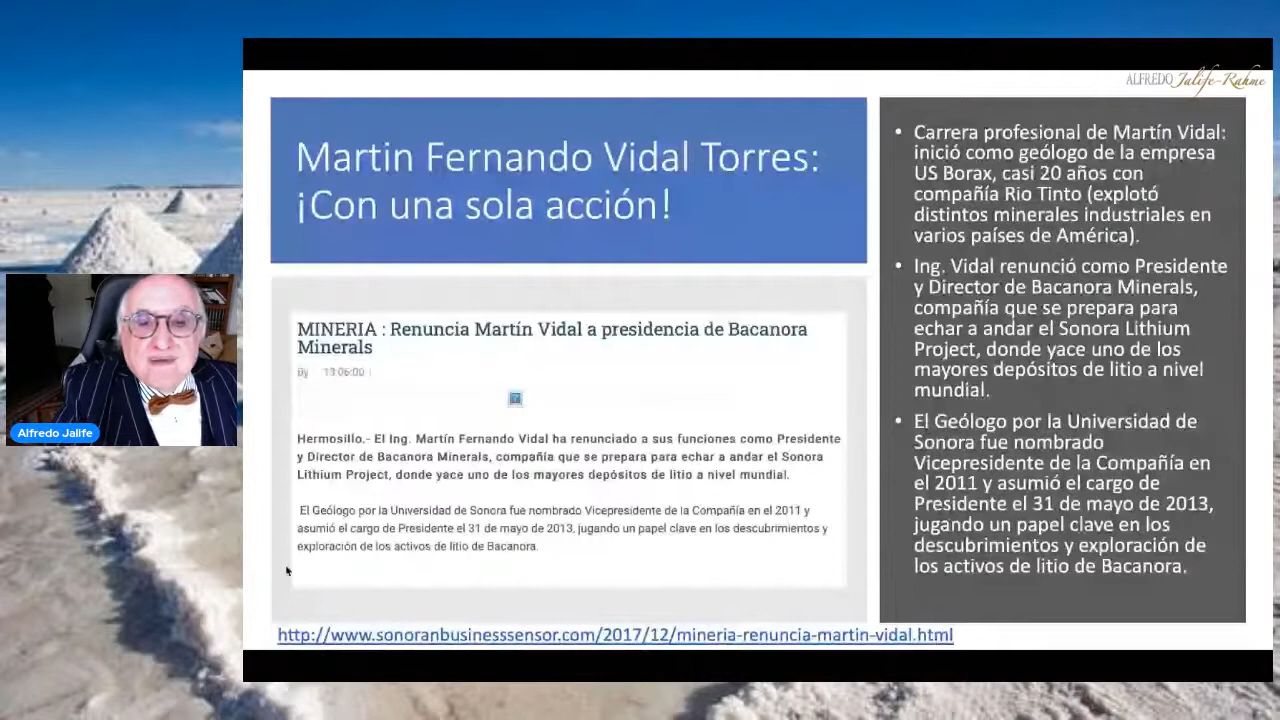 ALFREDO Jalife-Rahme
Martin Fernando Vidal Torres:
¡Con una sola acción!
MINERIA : Renuncia Martín Vidal a presidencia de Bacanora
Minerals
By 13:06:00
Hermosillo.- El Ing. Martín Fernando Vidal ha renunciado a sus funciones como Presidente
y Director de Bacanora Minerals, compañía que se prepara para echar a andar el Sonora
Lithium Project, donde yace uno de los mayores depósitos de litio a nivel mundial.
El Geólogo por la Universidad de Sonora fue nombrado Vicepresidente de la Compañía en el 2011 y
asumió el cargo de Presidente el 31 de mayo de 2013, jugando un papel clave en los descubrimientos y
exploración de los activos de litio de Bacanora.
http://www.sonoranbusinesssensor.com/2017/12/mineria-renuncia-martin-vidal.html
• Carrera profesional de Martín Vidal:
inició como geólogo de la empresa
US Borax, casi 20 años con
compañía Rio Tinto (explotó
distintos minerales industriales en
varios países de América).
• Ing. Vidal renunció como Presidente
y Director de Bacanora Minerals,
compañía que se prepara para
echar a andar el Sonora Lithium
Project, donde yace uno de los
mayores depósitos de litio a nivel
mundial.
• El Geólogo por la Universidad de
Sonora fue nombrado
Vicepresidente de la Compañía en
el 2011 y asumió el cargo de
Presidente el 31 de mayo de 2013,
jugando un papel clave en los
descubrimientos y exploración de
los activos de litio de Bacanora.
Alfredo Jalife